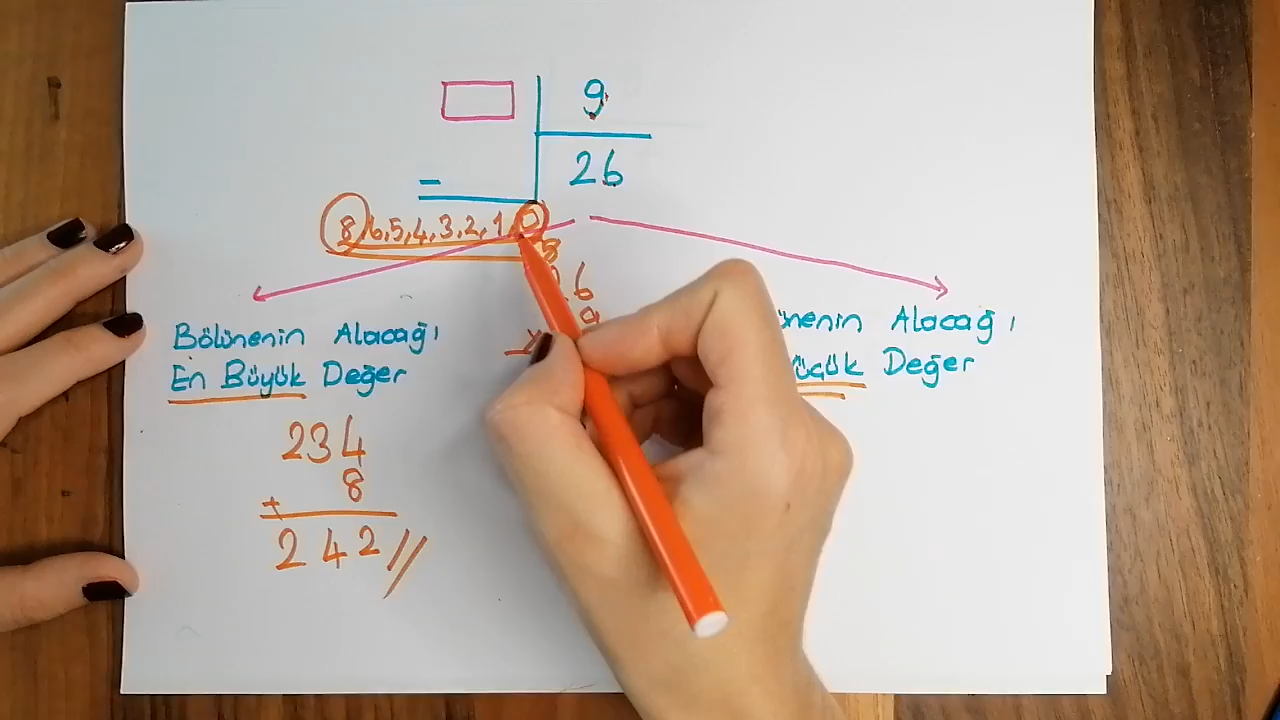 9
26
8,6,5,4,3,2,1,0
Bölünenin Alacağı
En Büyük Değer
Alacağı
Değer
234
8
+
242//